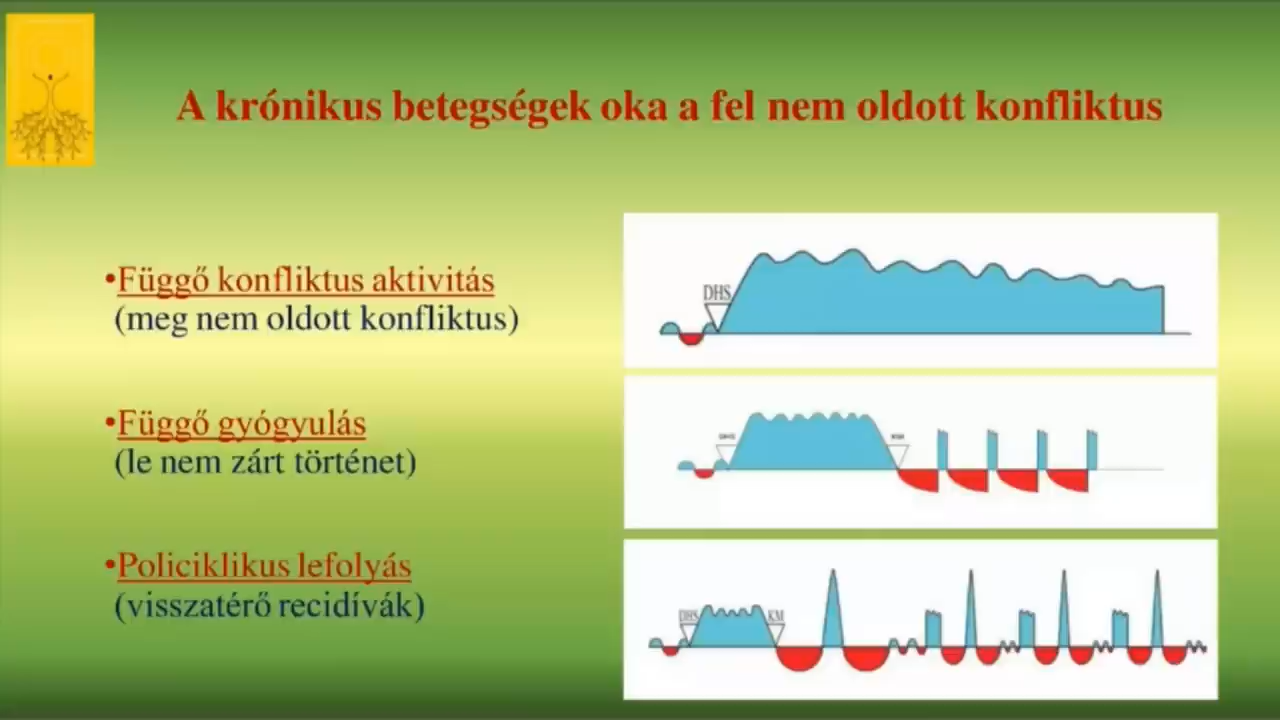 A krónikus betegségek oka a fel nem oldott konfliktus
•Függő konfliktus aktivitás
(meg nem oldott konfliktus)
DHS
•Függő gyógyulás
(le nem zárt történet)
•Policiklikus lefolyás
(visszatérő recidívák)
DHS
KM